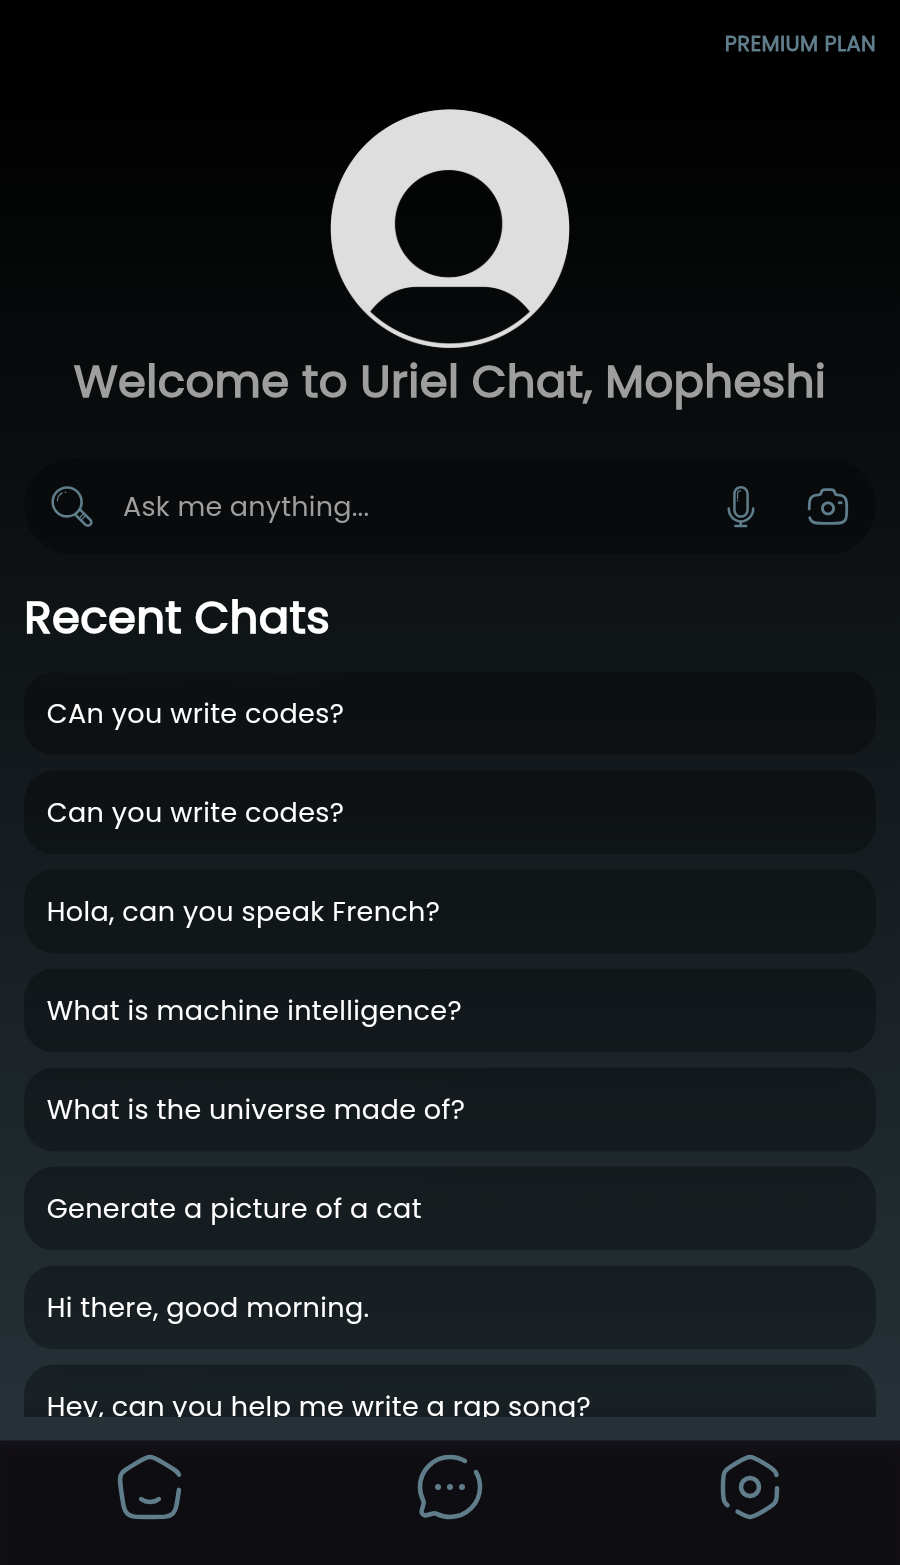 PREMIUM PLAN
Welcome to Uriel Chat, Mopheshi
Ask me anything...
Recent Chats
CAn you write codes?
Can you write codes?
Hola, can you speak French?
What is machine intelligence?
What is the universe made of?
Generate a picture of a cat
Hi there, good morning.
Hey, can you help me write a rap song?